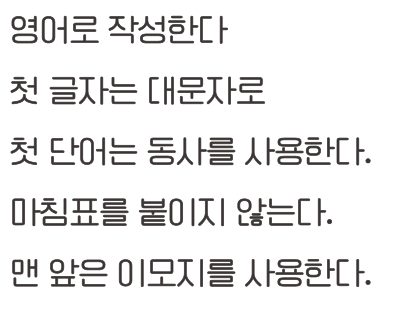 영어로 작성한다
첫 글자는 대문자로
첫 단어는 동사를 사용한다.
마침표를 붙이지 않는다.
맨 앞은 이모지를 사용한다.